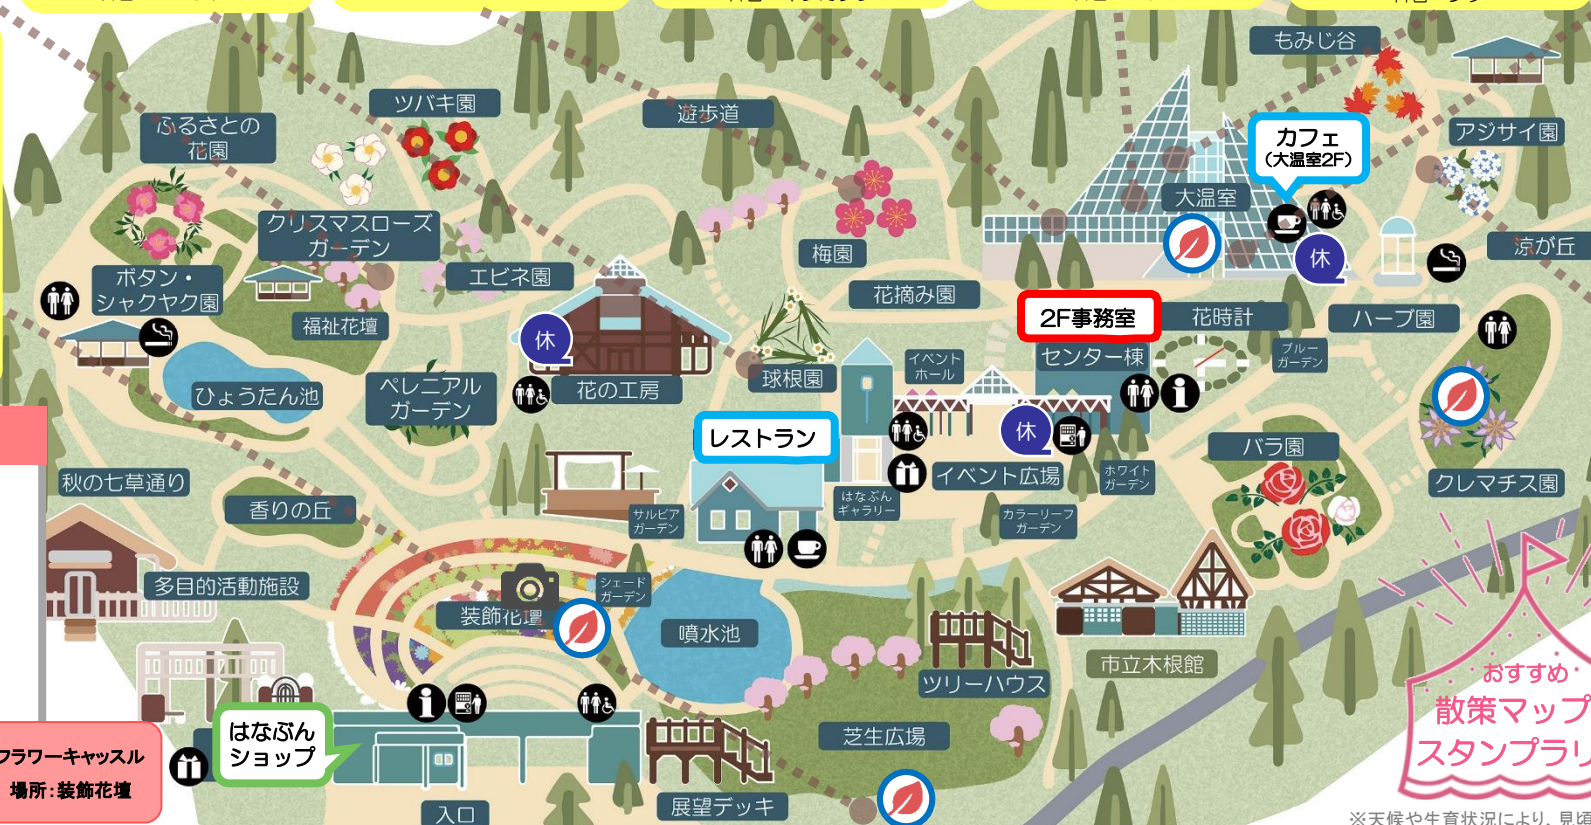 もみじ谷
ツバキ園
遊歩道
ふるさとの
花園
カフェ
(大温室2F)
アジサイ園
大温室
クリスマスローズ
ガーデン
梅園
涼が丘
休
エビネ園
ボタン・
シャクヤク園
花摘み園
福祉花壇
2F事務室
花時計
ハーブ園
休
センター棟
ブルー
ガーデン
イベント
ホール
球根園
ひょうたん池
ペレニアル
ガーデン
花の工房
レストラン
休
バラ園
秋の七草通り
イベント広場
ホワイト
ガーデン
クレマチス園
香りの丘
サルビア
ガーデン
はなぶん
ギャラリー
カラーリーフ
ガーデン
多目的活動施設
シェード
ガーデン
装飾花壇
噴水池
市立木根館
ツリーハウス
おすすめ
散策マップ
スタンプラリ
はなぶん
ショップ
芝生広場
フラワーキャッスル
場所:装飾花壇
展望デッキ
入口
※天候や生育状況により、見頃